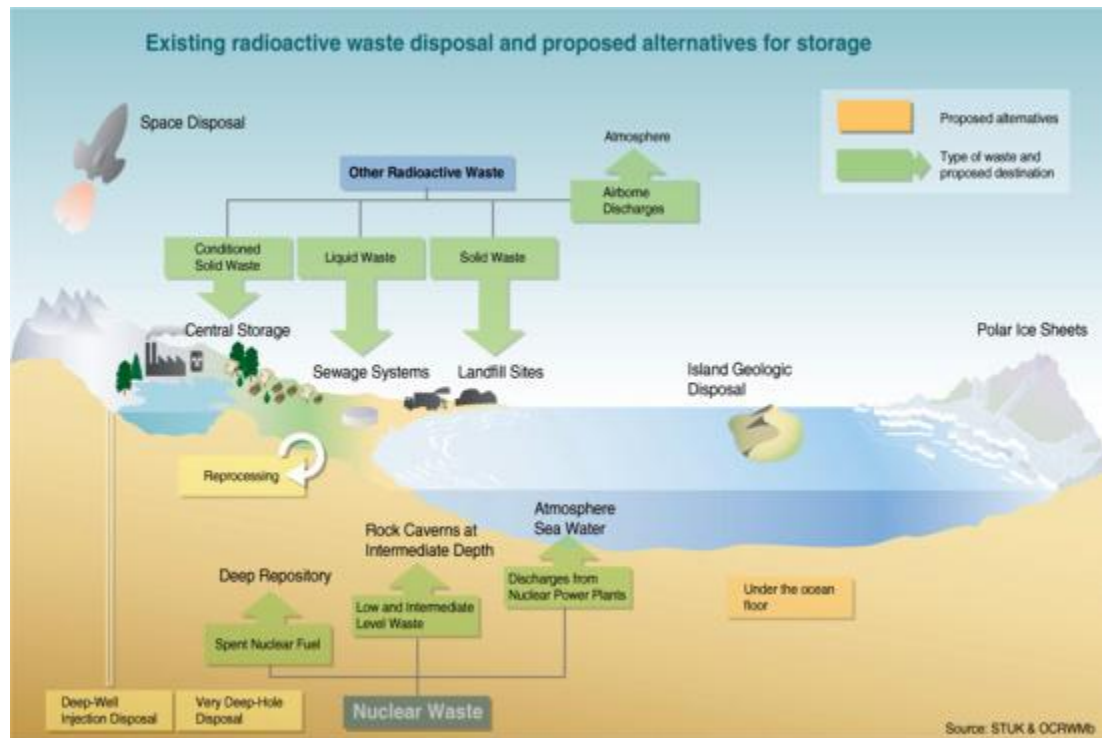 Existing radioactive waste disposal and proposed alternatives for storage
Space Disposal
Proposed alternatives
Type of waste and
proposed destination
Atmosphere
Other Radioactive Waste
Airborne
Discharges
Conditioned
Solid Waste
Liquid Waste
Solid Waste
Central Storage
Polar Ice Sheets
Sewage Systems
Landfill Sites
Island Geologic
Disposal
Reprocessing
Atmosphere
Sea Water
Rock Caverns at
Intermediate Depth
Deep Repository
Discharges from
Nuclear Power Plants
Under the ocean
floor
Low and Intermediate
Level Waste
Spent Nuclear Fuel
Deep-Well
Injection Disposal
Very Deep-Hole
Disposal
Nuclear Waste
Source: STUK & OCRWMb